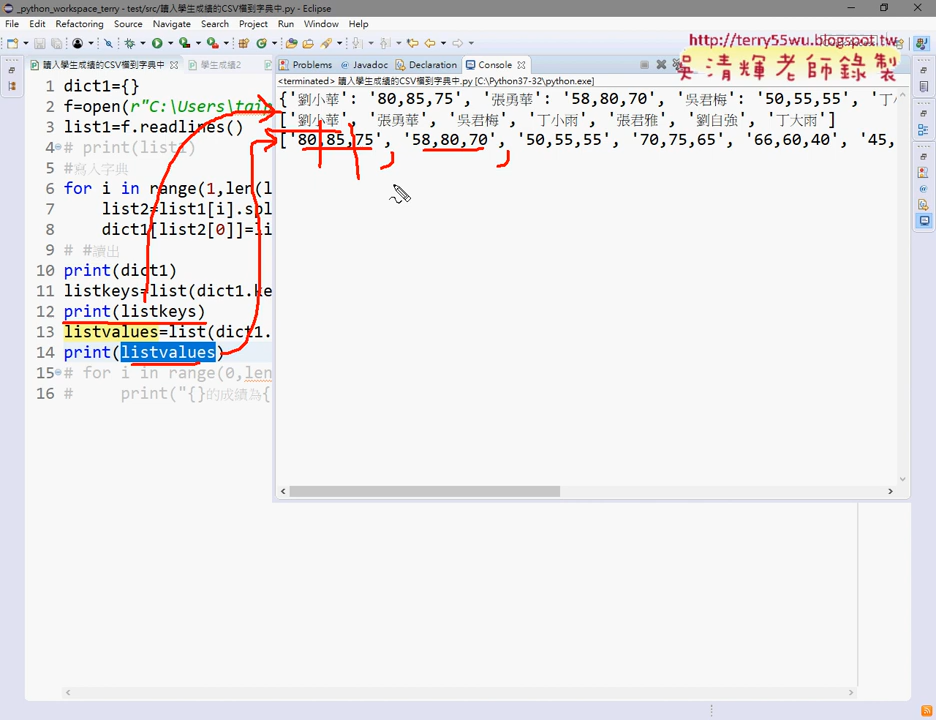 _python_workspace_terry - test/src/讀入學生成績的CSV檔到字典中.py - Eclipse
File Edit Refactoring Source Navigate Search Project Run Window Help
http://terry55wu.blogspot.tw
吳清輝老師錄製
讀入學生成績的CSV檔到字典中
學生成績2
Problems @ Javadoc Declaration Console
<terminated> 讀入學生成績的CSV檔到字典中.py [C:\Python37-32\python.exe]
1 dict1={}
2 f=open(r"C:\Users\tain
3 list1=f.readlines()
4 # print(list1)
5 #寫入字典
6 for i in range(1,len(l
7 list2=list1[i].spl
8 dict1[list2[0]]=li
9 # #讀出
10 print(dict1)
11 listkeys=list(dict1.ke
12 print(listkeys)
13 listvalues=list(dict1.
14 print(listvalues)
15 # for i in range(0,len
16 # print("{}的成績為{
{'劉小華': '80,85,75', '張勇華': '58,80,70', '吳君梅': '50,55,55', '丁
['劉小華', '張勇華', '吳君梅', '丁小雨', '張君雅', '劉自強', '丁大雨']
['80,85,75', '58,80,70', '50,55,55', '70,75,65', '66,60,40', '45,